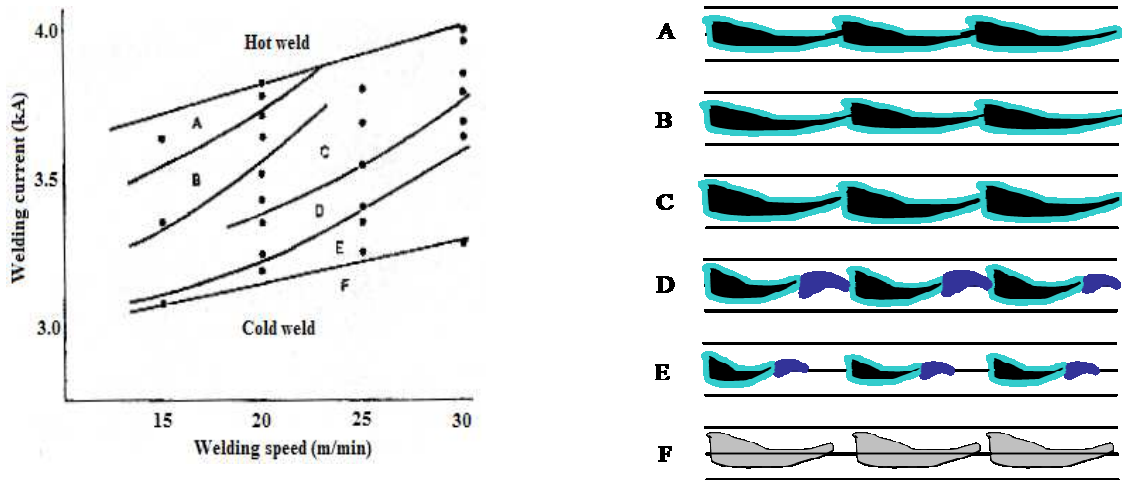 4.0
Hot weld
A
3.5
C
B
D
E
F
3.0
Cold weld
15 20 25 30
Welding speed (m/min)
Welding current (kA)
A
B
C
D
E
F